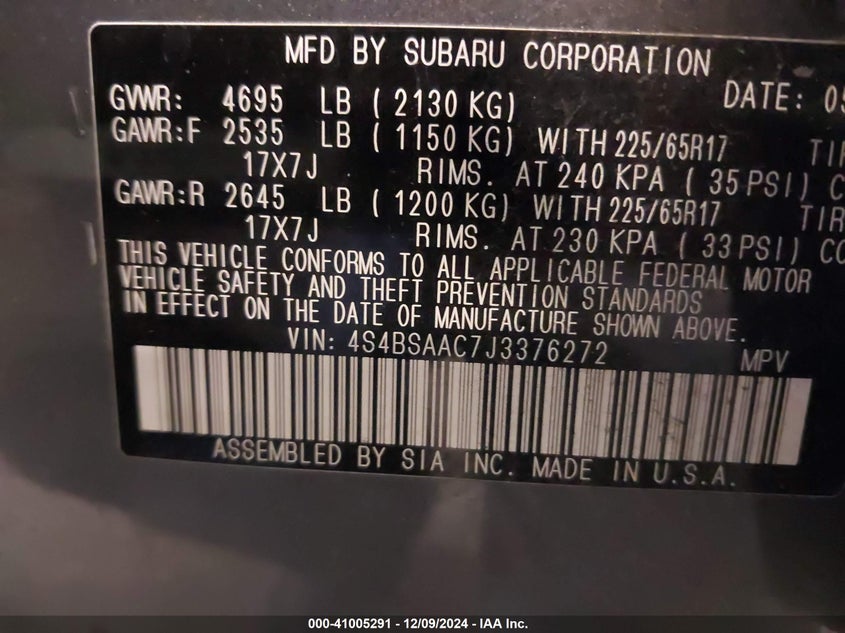 MFD BY SUBARU CORPORATION
GVWR: 4695 LB ( 2130 KG) DATE: 05
GAWR:F 2535 LB ( 1150 KG) WITH 225/65R17
17X7J RIMS. AT 240 KPA ( 35 PSI)
GAWR:R 2645 LB ( 1200 KG) WITH 225/65R17
17X7J RIMS. AT 230 KPA ( 33 PSI)
THIS VEHICLE CONFORMS TO ALL APPLICABLE FEDERAL MOTOR
VEHICLE SAFETY AND THEFT PREVENTION STANDARDS
IN EFFECT ON THE DATE OF MANUFACTURE SHOWN ABOVE.
VIN: 4S4BSAAC7J3376272 MPV
ASSEMBLED BY SIA INC. MADE IN U.S.A.
000-41005291 - 12/09/2024 - IAA Inc.